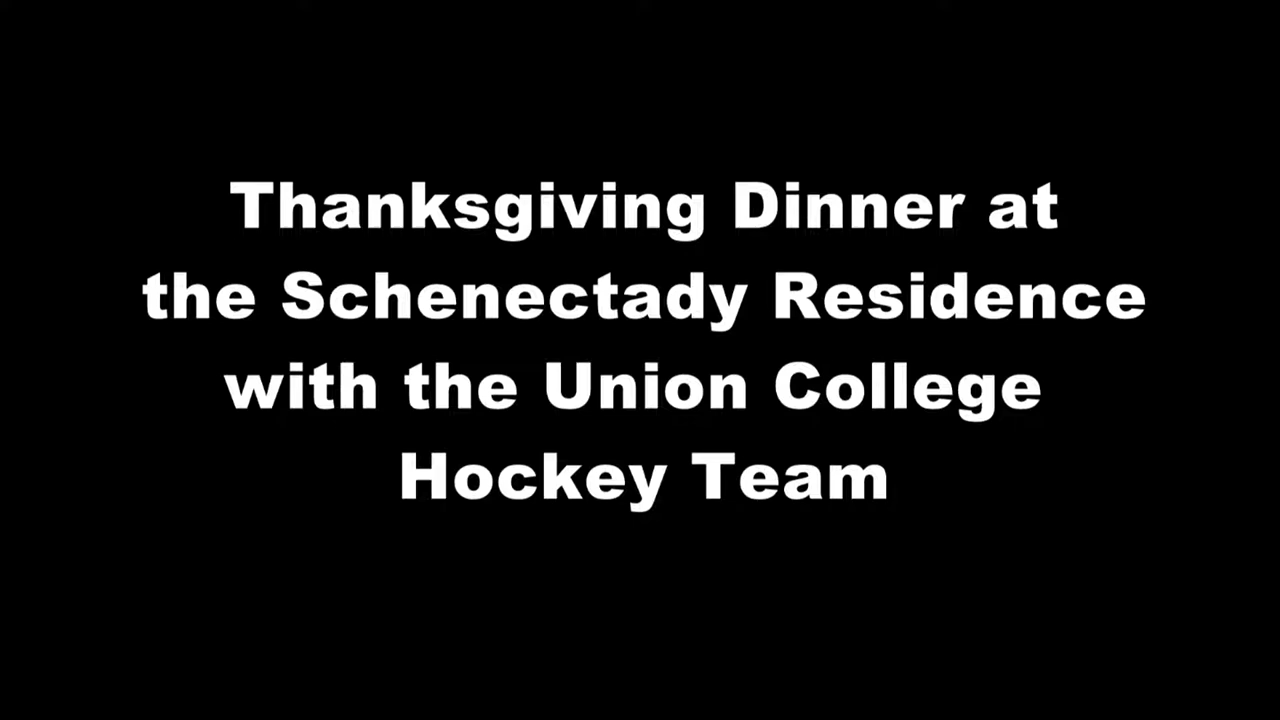 Thanksgiving Dinner at
the Schenectady Residence
with the Union College
Hockey Team